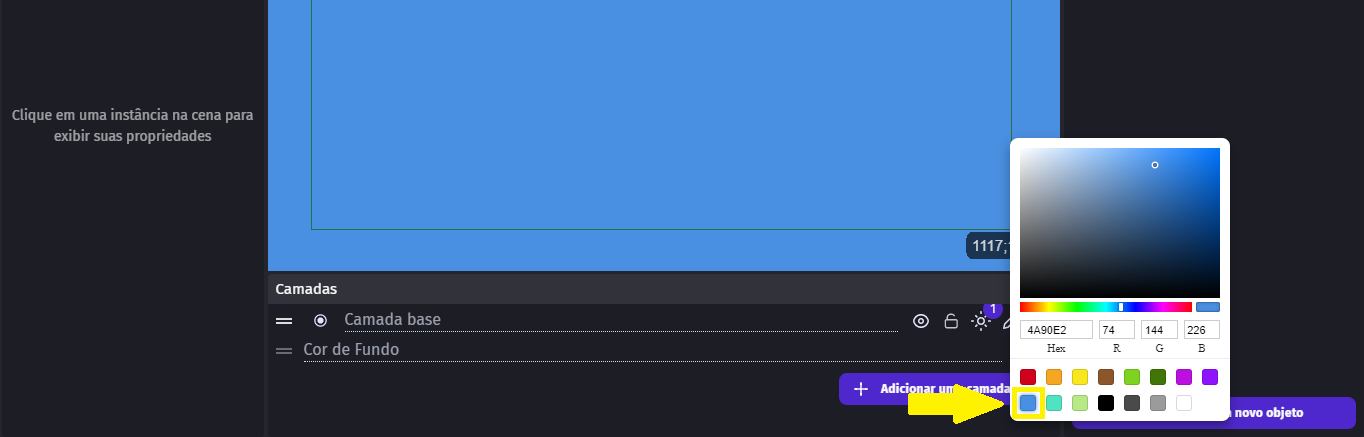 Clique em uma instância na cena para
exibir suas propriedades
1117;
Camadas
1
Camada base
Cor de Fundo
Adicionar uma camada
4A90E2 74 144 226
Hex R G B
novo objeto